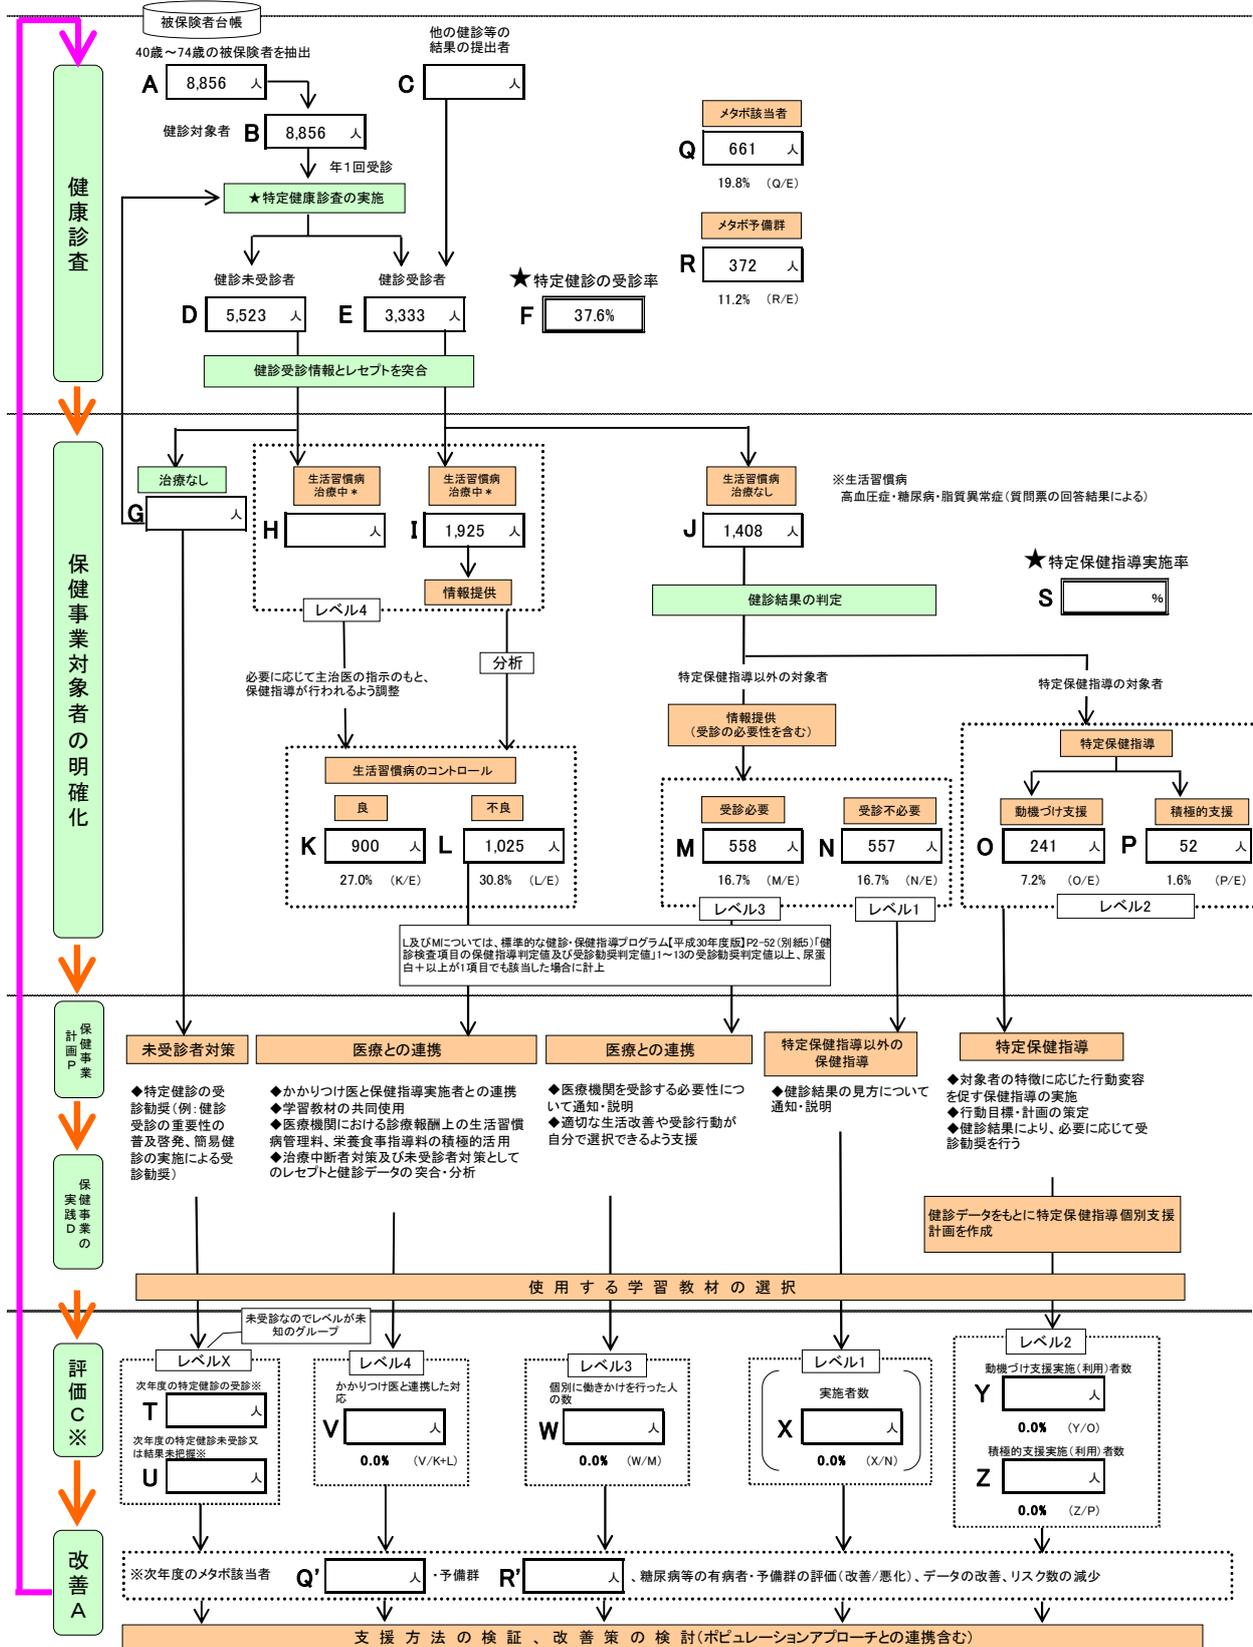 被保険者台帳
40歳～74歳の被保険者を抽出
A 8,856 人
他の健診等の
結果の提出者
C 人
健診対象者 B 8,856 人
年1回受診
★特定健康診査の実施
メタボ該当者
Q 661 人
19.8% (Q/E)
メタボ予備群
R 372 人
11.2% (R/E)
健康診査
健診未受診者
D 5,523 人
健診受診者
E 3,333 人
★特定健診の受診率
F 37.6%
健診受診情報とレセプトを突合
保健事業対象者の明確化
治療なし
G 人
生活習慣病
治療中＊
H 人
生活習慣病
治療中＊
I 1,925 人
情報提供
レベル4
生活習慣病
治療なし
J 1,408 人
※生活習慣病
高血圧症・糖尿病・脂質異常症（質問票の回答結果による）
★特定保健指導実施率
S %
健診結果の判定
分析
必要に応じて主治医の指示のもと、
保健指導が行われるよう調整
特定保健指導以外の対象者
特定保健指導の対象者
情報提供
（受診の必要性を含む）
特定保健指導
生活習慣病のコントロール
良
K 900 人
27.0% (K/E)
不良
L 1,025 人
30.8% (L/E)
受診必要
M 558 人
16.7% (M/E)
レベル3
受診不必要
N 557 人
16.7% (N/E)
レベル1
動機づけ支援
O 241 人
7.2% (O/E)
積極的支援
P 52 人
1.6% (P/E)
レベル2
L及びMについては、標準的な健診・保健指導プログラム【平成30年度版】P2-52（別紙5）「健
診検査項目の保健指導判定値及び受診勧奨判定値」1～13の受診勧奨判定値以上、尿蛋
白＋以上が1項目でも該当した場合に計上
保健事業
計画P
未受診者対策
◆特定健診の受
診勧奨（例：健診
受診の重要性の
普及啓発、簡易健
診の実施による受
診勧奨）
医療との連携
◆かかりつけ医と保健指導実施者との連携
◆学習教材の共同使用
◆医療機関における診療報酬上の生活習慣
病管理料、栄養食事指導料の積極的活用
◆治療中断者対策及び未受診者対策として
のレセプトと健診データの突合・分析
医療との連携
◆医療機関を受診する必要性につ
いて通知・説明
◆適切な生活改善や受診行動が
自分で選択できるよう支援
特定保健指導以外の
保健指導
◆健診結果の見方について
通知・説明
特定保健指導
◆対象者の特徴に応じた行動変容
を促す保健指導の実施
◆行動目標・計画の策定
◆健診結果により、必要に応じて受
診勧奨を行う
保健事業の
実践D
健診データをもとに特定保健指導個別支援
計画を作成
使用する学習教材の選択
未受診なのでレベルが未
知のグループ
評価C※
レベルX
次年度の特定健診の受診※
T 人
次年度の特定健診未受診又
は結果未把握※
U 人
レベル4
かかりつけ医と連携した対
応
V 人
0.0% (V/K+L)
レベル3
個別に働きかけを行った人
の数
W 人
0.0% (W/M)
レベル1
実施者数
X 人
0.0% (X/N)
レベル2
動機づけ支援実施（利用）者数
Y 人
0.0% (Y/O)
積極的支援実施（利用）者数
Z 人
0.0% (Z/P)
改善A
※次年度のメタボ該当者 Q' 人 ・予備群 R' 人 、糖尿病等の有病者・予備群の評価（改善/悪化）、データの改善、リスク数の減少
支援方法の検証、改善策の検討（ポピュレーションアプローチとの連携含む）